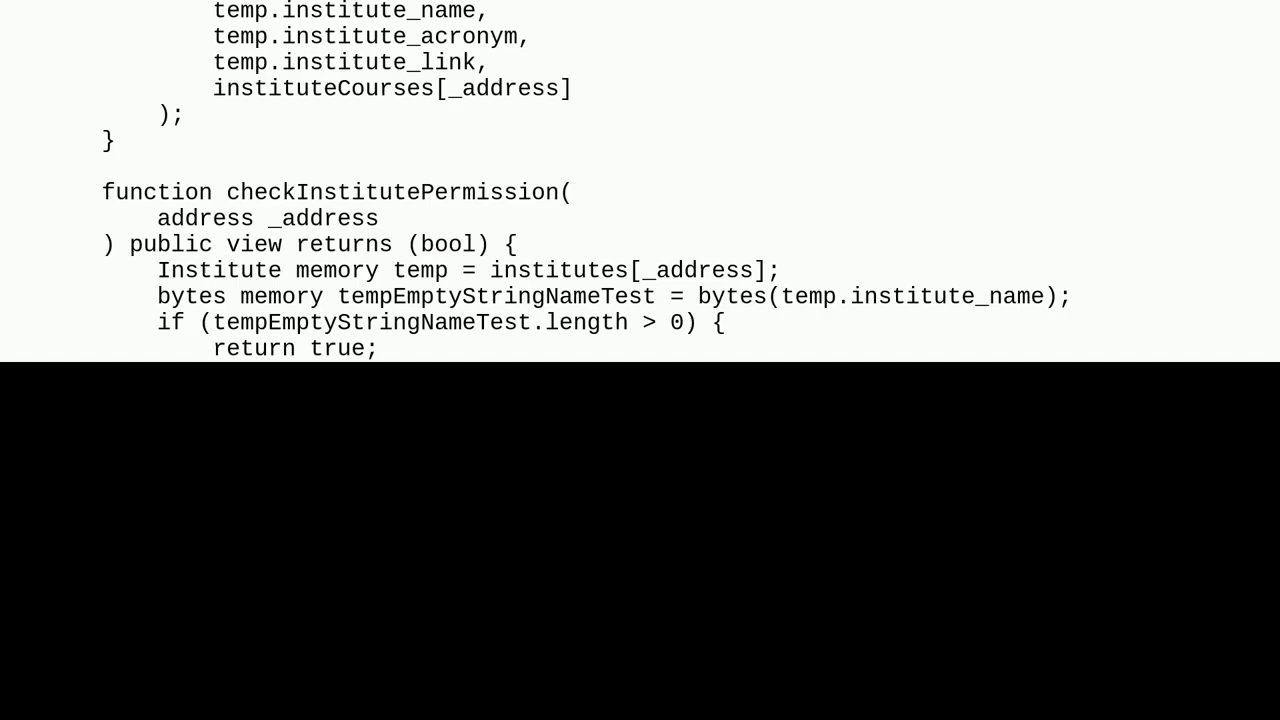 temp.institute_name,
        temp.institute_acronym,
        temp.institute_link,
        instituteCourses[_address]
    );
}

function checkInstitutePermission(
    address _address
) public view returns (bool) {
    Institute memory temp = institutes[_address];
    bytes memory tempEmptyStringNameTest = bytes(temp.institute_name);
    if (tempEmptyStringNameTest.length > 0) {
        return true;